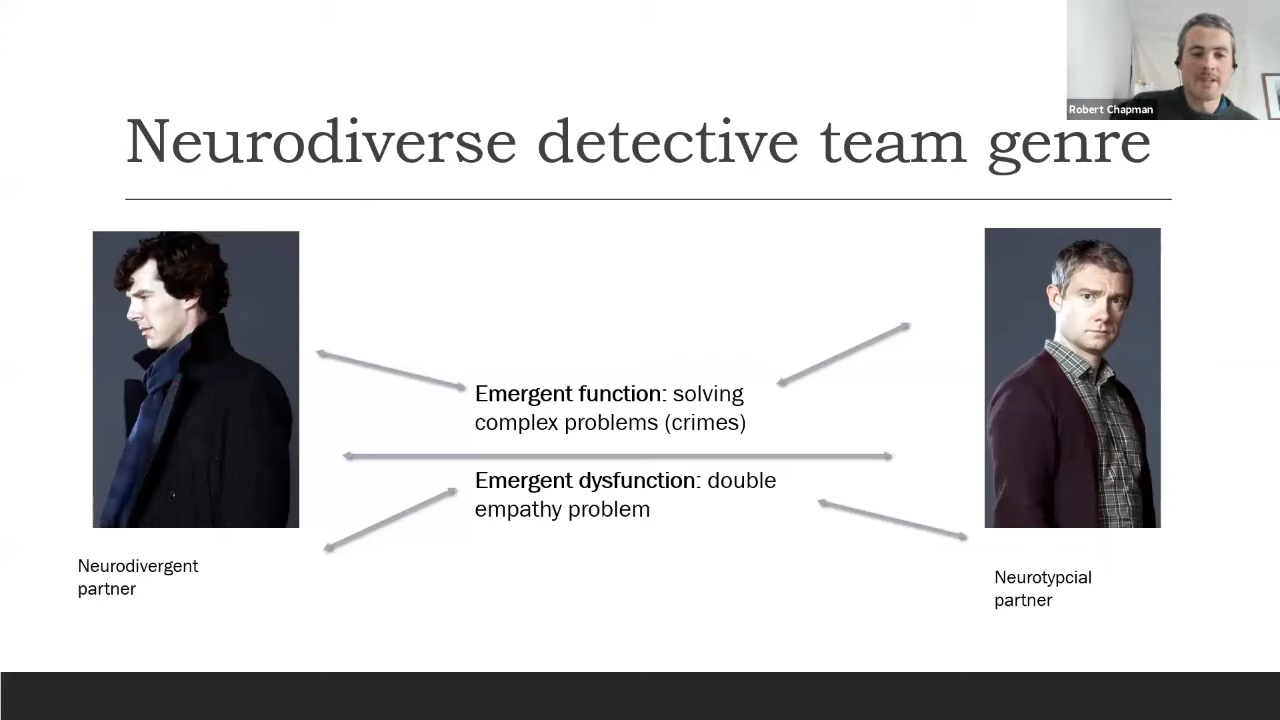 Robert Chapman
Neurodiverse detective team genre
Emergent function: solving
complex problems (crimes)
Emergent dysfunction: double
empathy problem
Neurodivergent
partner
Neurotypcial
partner